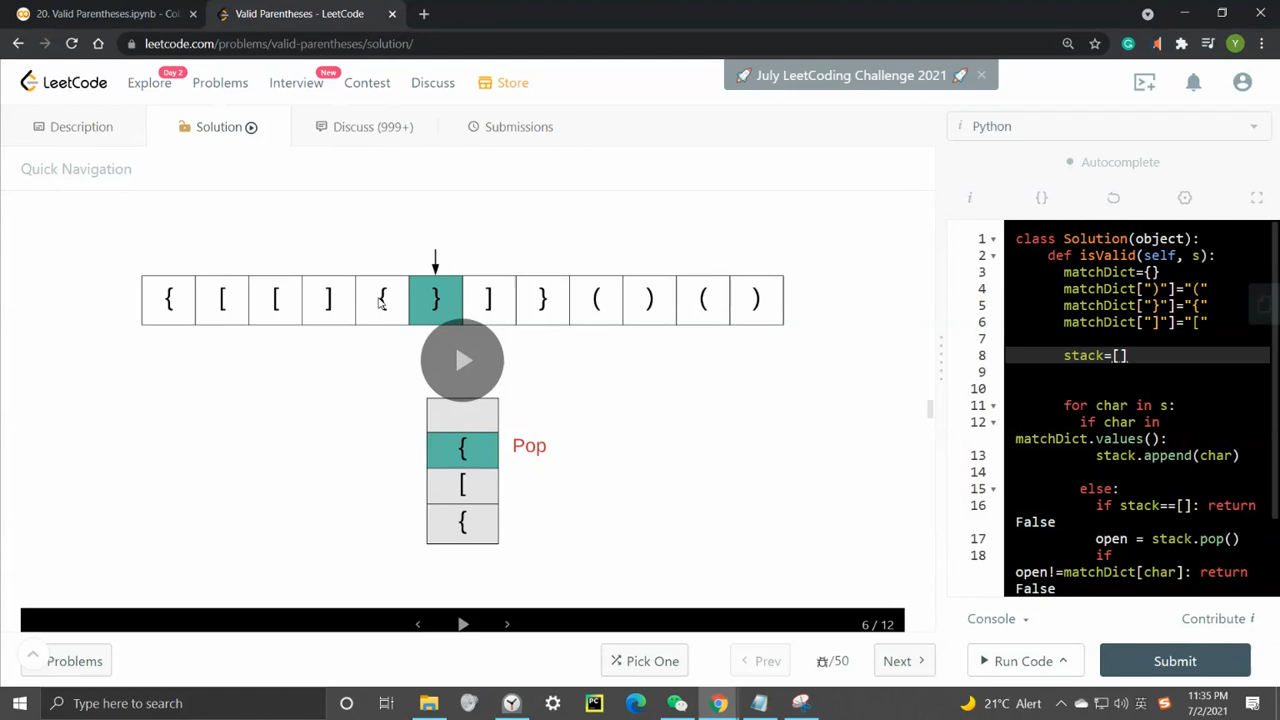 20. Valid Parentheses.ipynb - Col
Valid Parentheses - LeetCode
leetcode.com/problems/valid-parentheses/solution/
Y
LeetCode
Explore
Day 2
Problems
Interview
New
Contest
Discuss
Store
🚀 July LeetCoding Challenge 2021 🚀
Description
Solution
Discuss (999+)
Submissions
i Python
Autocomplete
Quick Navigation
i {}
{ [ [ ] { } ] } ( ) ( )
{ Pop
[
{
6 / 12
1 class Solution(object):
2 def isValid(self, s):
3 matchDict={}
4 matchDict[")"]="("
5 matchDict["}"]="{"
6 matchDict["]"]="["
7
8 stack=[]
9
10
11 for char in s:
12 if char in
matchDict.values():
13 stack.append(char)
14
15 else:
16 if stack==[]: return
False
17 open = stack.pop()
18 if
open!=matchDict[char]: return
False
Console
Contribute i
Problems
Pick One
Prev
/50
Next
Run Code
Submit
Type here to search
PC
21°C Alert
11:35 PM
7/2/2021